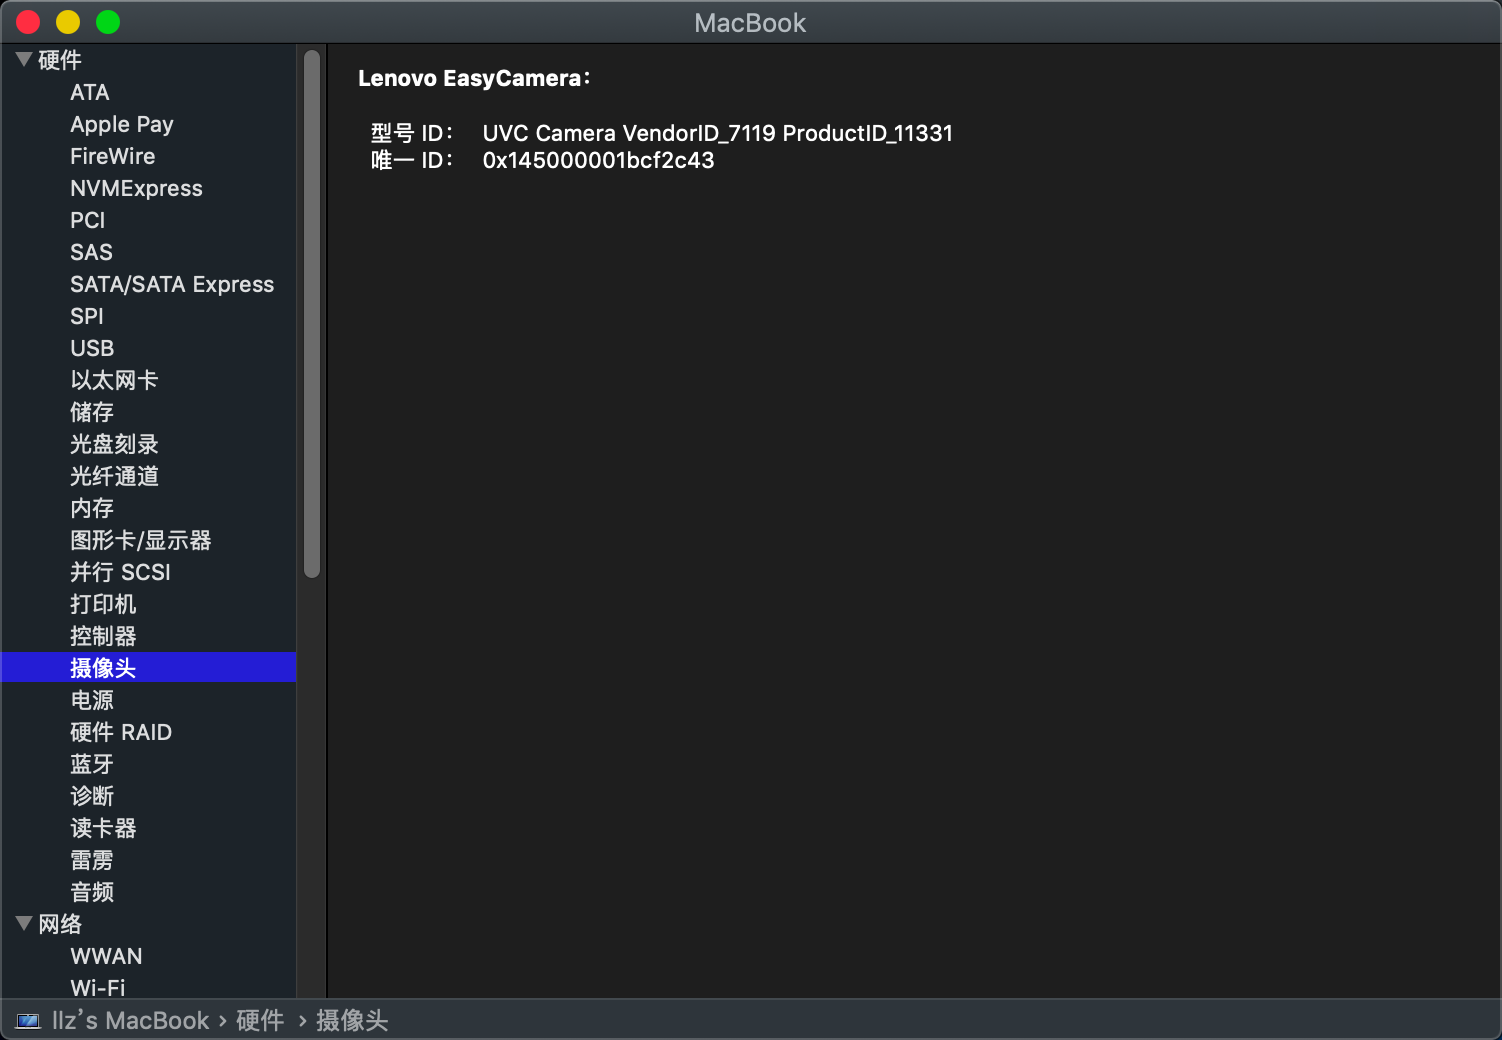 MacBook
硬件
ATA
Apple Pay
FireWire
NVMExpress
PCI
SAS
SATA/SATA Express
SPI
USB
以太网卡
储存
光盘刻录
光纤通道
内存
图形卡/显示器
并行 SCSI
打印机
控制器
摄像头
电源
硬件 RAID
蓝牙
诊断
读卡器
雷雳
音频
网络
WWAN
Wi-Fi
Lenovo EasyCamera：
型号 ID： UVC Camera VendorID_7119 ProductID_11331
唯一 ID： 0x145000001bcf2c43
llz’s MacBook › 硬件 › 摄像头